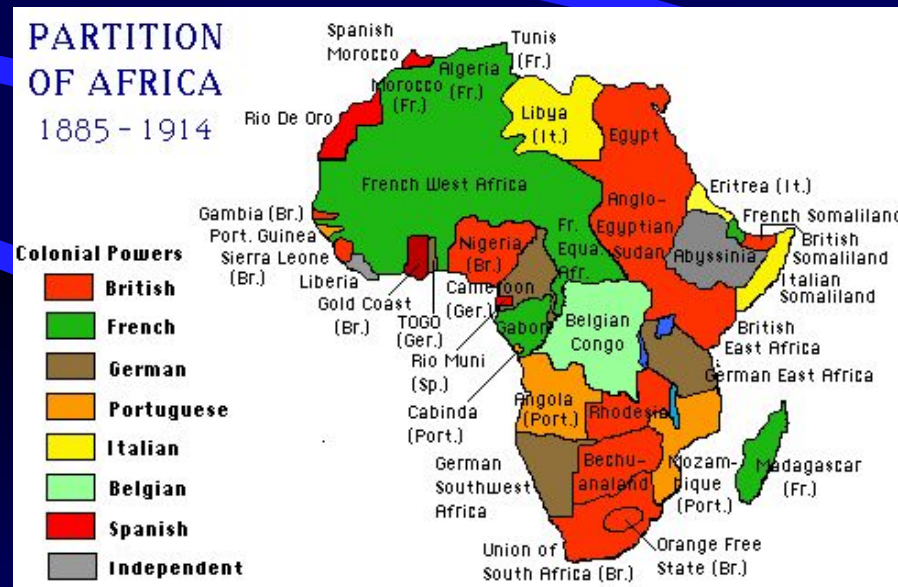 PARTITION
OF AFRICA
1885 - 1914
Spanish
Morocco
Tunis
(Fr.)
Algeria
(Fr.)
Morocco
(Fr.)
Rio De Oro
Libya
(It.)
Egypt
French West Africa
Eritrea (It.)
Anglo-
Egyptian
Sudan
French Somaliland
British
Somaliland
Italian
Somaliland
Gambia (Br.)
Port. Guinea
Sierra Leone
(Br.)
Liberia
Gold Coast
(Br.)
TOGO
(Ger.)
Nigeria
(Br.)
Fr.
Equa.
Afr.
Abyssinia
Cameroon
(Ger.)
Rio Muni
(Sp.)
Gabon
Belgian
Congo
British
East Africa
German East Africa
Cabinda
(Port.)
Angola
(Port.)
Rhodesia
German
Southwest
Africa
Bechu-
analand
Mozam-
bique
(Port.)
Madagascar
(Fr.)
Union of
South Africa (Br.)
Orange Free
State (Br.)
Colonial Powers
British
French
German
Portuguese
Italian
Belgian
Spanish
Independent